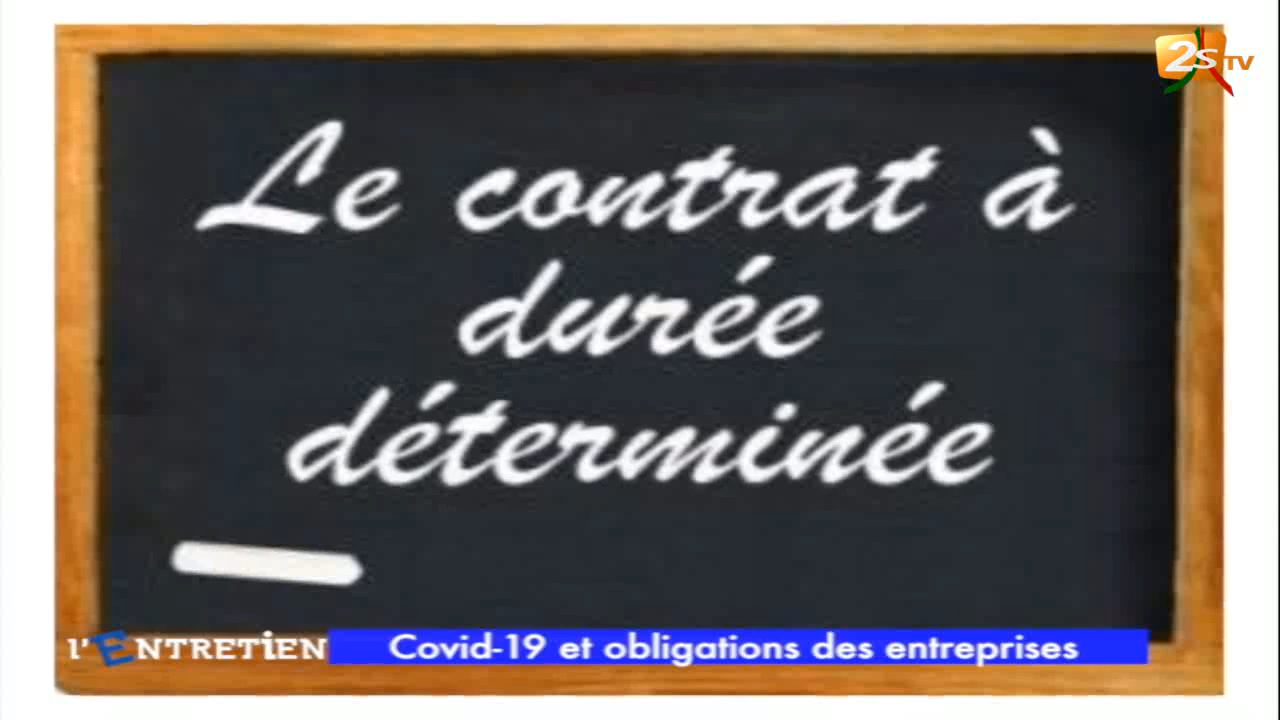 2sTV
Le contrat à
durée
déterminée
l'ENTRETiEN
Covid-19 et obligations des entreprises